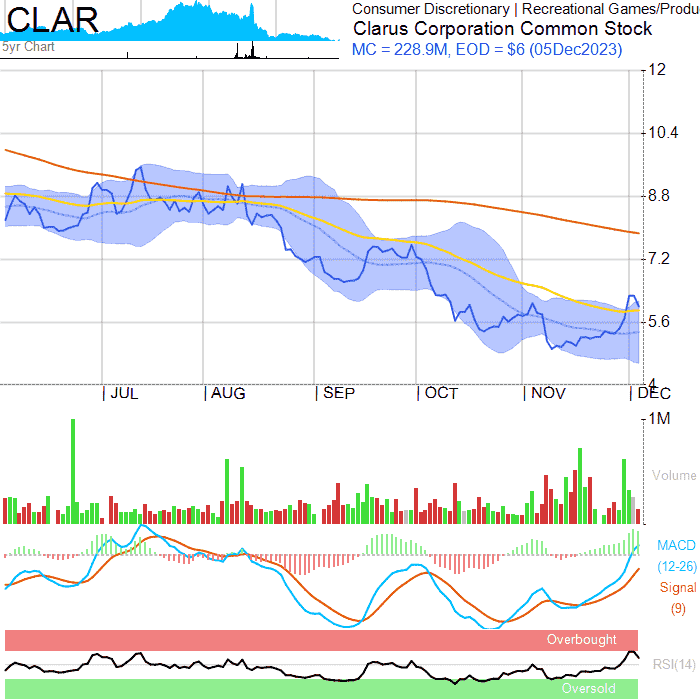 CLAR
5yr Chart
Consumer Discretionary | Recreational Games/Produ
Clarus Corporation Common Stock
MC = 228.9M, EOD = $6 (05Dec2023)
12
10.4
8.8
7.2
5.6
4
| JUL | AUG | SEP | OCT | NOV | DEC
1M
Volume
MACD
(12-26)
Signal
(9)
Overbought
RSI(14)
Oversold